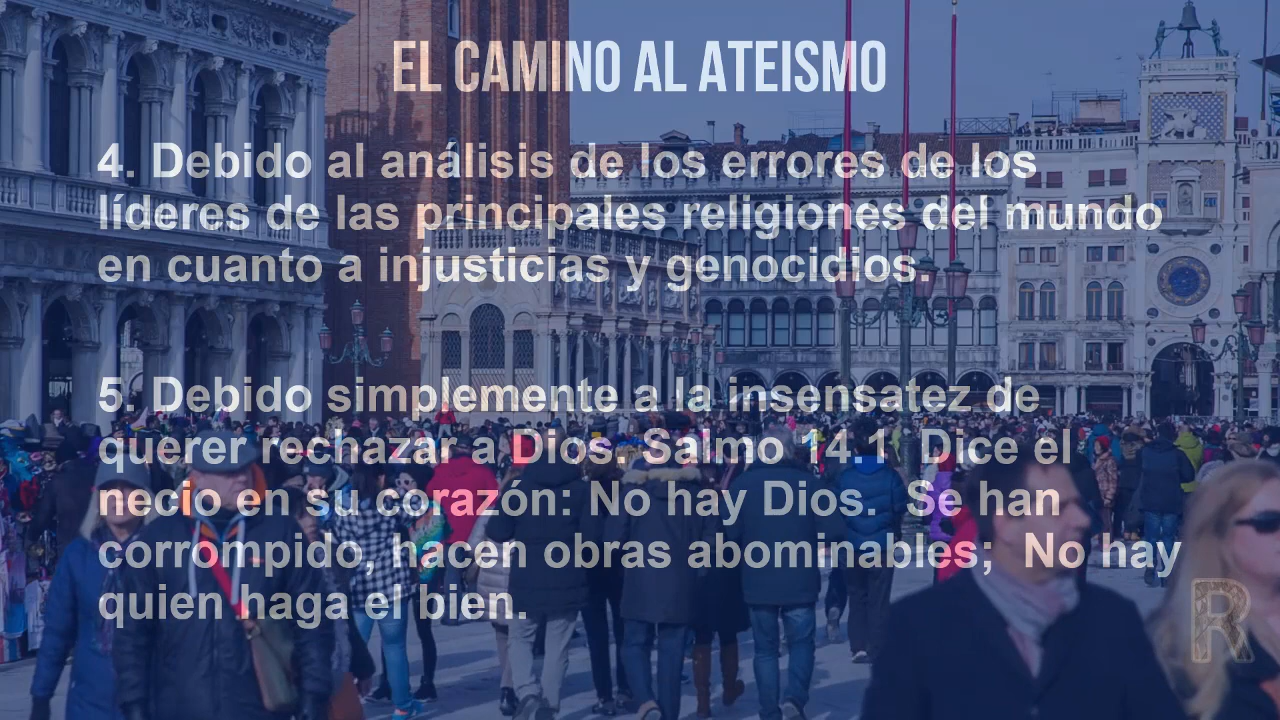 EL CAMINO AL ATEISMO
4. Debido al análisis de los errores de los
líderes de las principales religiones del mundo
en cuanto a injusticias y genocidios.
5. Debido simplemente a la insensatez de
querer rechazar a Dios. Salmo 14.1  Dice el
necio en su corazón: No hay Dios.  Se han
corrompido, hacen obras abominables;  No hay
quien haga el bien.
R